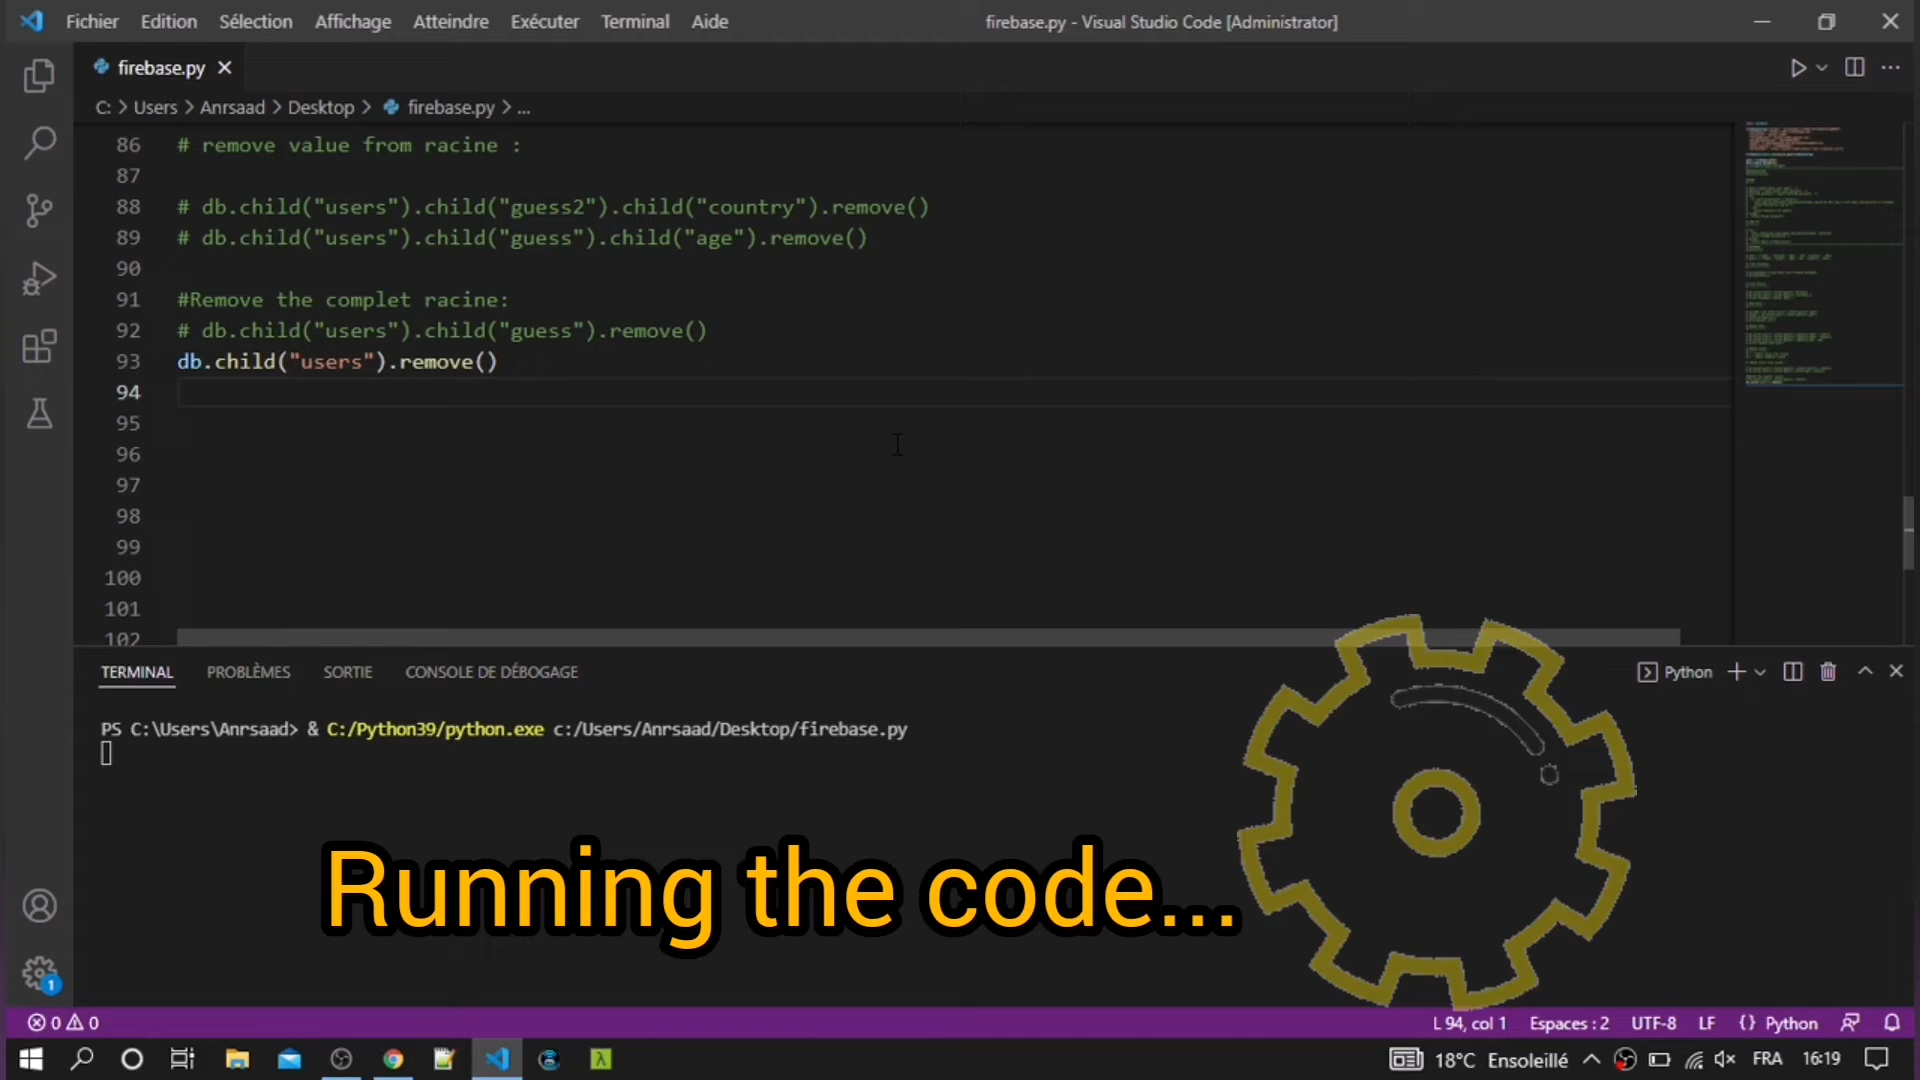 Fichier Edition Sélection Affichage Atteindre Exécuter Terminal Aide firebase.py - Visual Studio Code [Administrator]
firebase.py
C: > Users > Anrsaad > Desktop > firebase.py > ...
86 # remove value from racine :
87
88 # db.child("users").child("guess2").child("country").remove()
89 # db.child("users").child("guess").child("age").remove()
90
91 #Remove the complet racine:
92 # db.child("users").child("guess").remove()
93 db.child("users").remove()
94
95
96
97
98
99
100
101
102
TERMINAL PROBLÈMES SORTIE CONSOLE DE DÉBOGAGE Python
PS C:\Users\Anrsaad> & C:/Python39/python.exe c:/Users/Anrsaad/Desktop/firebase.py
Running the code...
1
0 0 L 94, col 1 Espaces : 2 UTF-8 LF {} Python
18°C Ensoleillé FRA 16:19